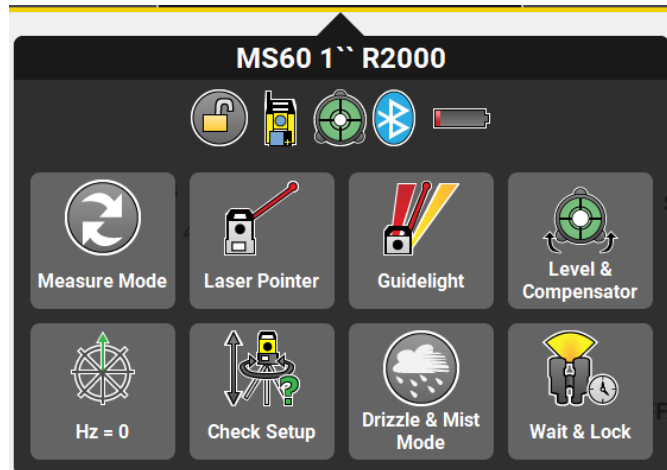 MS60 1`` R2000
Measure Mode
Laser Pointer
Guidelight
Level &
Compensator
Hz = 0
Check Setup
Drizzle & Mist
Mode
Wait & Lock